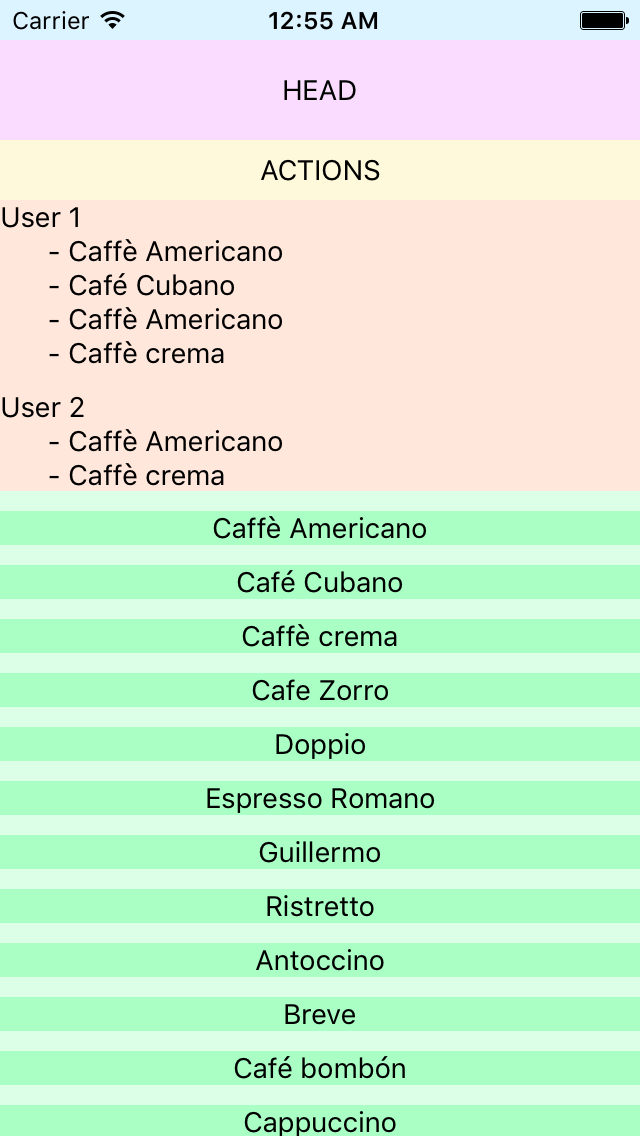 Carrier 12:55 AM
HEAD
ACTIONS
User 1
- Caffè Americano
- Café Cubano
- Caffè Americano
- Caffè crema
User 2
- Caffè Americano
- Caffè crema
Caffè Americano
Café Cubano
Caffè crema
Cafe Zorro
Doppio
Espresso Romano
Guillermo
Ristretto
Antoccino
Breve
Café bombón
Cappuccino